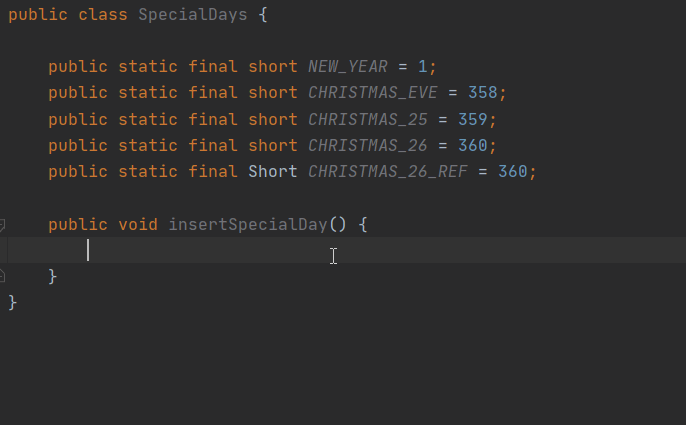 public class SpecialDays {
public static final short NEW_YEAR = 1;
public static final short CHRISTMAS_EVE = 358;
public static final short CHRISTMAS_25 = 359;
public static final short CHRISTMAS_26 = 360;
public static final Short CHRISTMAS_26_REF = 360;
public void insertSpecialDay() {
}
}